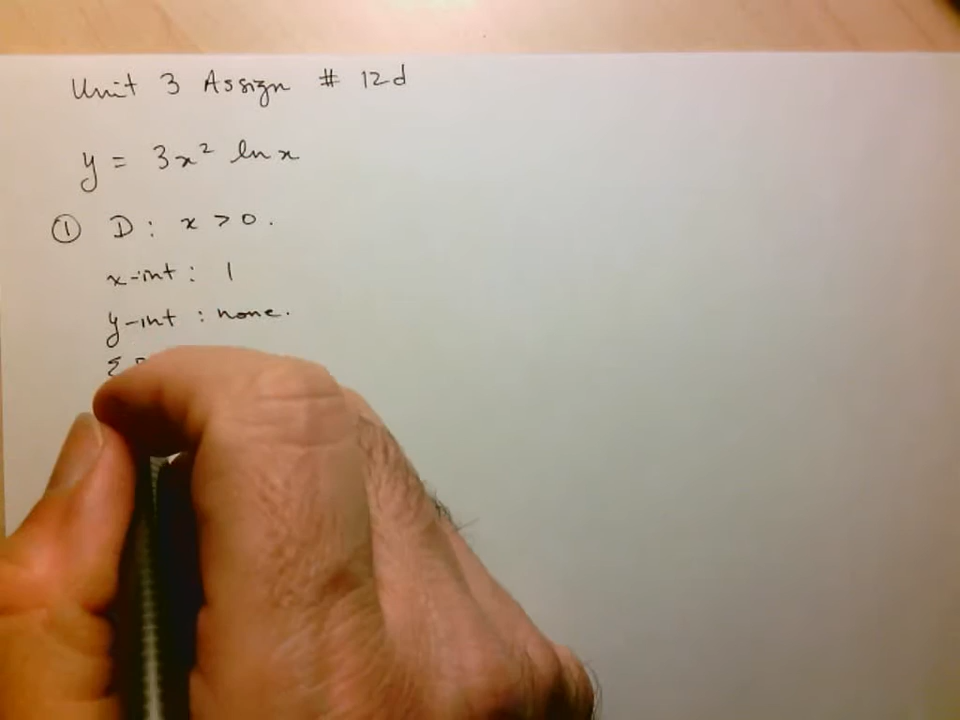 Unit 3 Assign # 12d
y = 3x² ln x
① D: x > 0.
x-int: 1
y-int: none.